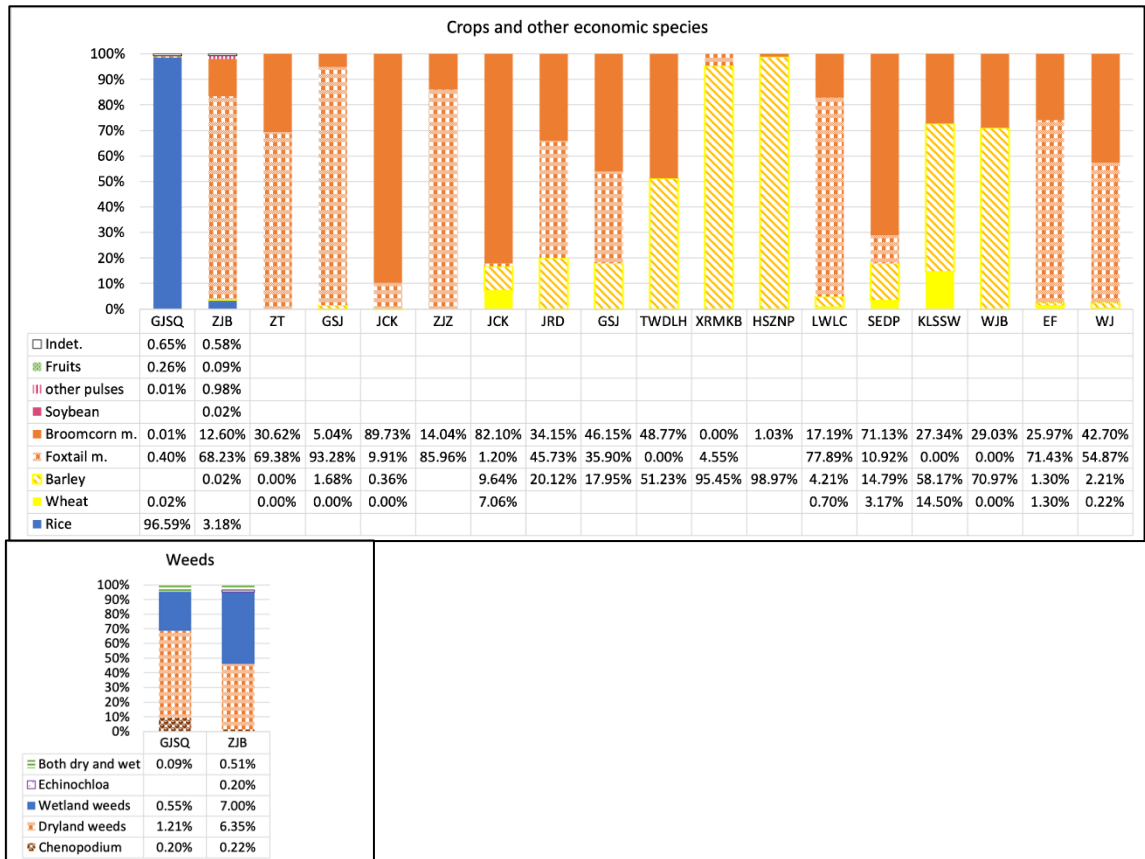 Crops and other economic species
100%
90%
80%
70%
60%
50%
40%
30%
20%
10%
0%
GJSQ ZJB ZT GSJ JCK ZJZ JCK JRD GSJ TWDLH XRMKB HSZNP LWLC SEDP KLSSW WJB EF WJ
Indet. 0.65% 0.58%
Fruits 0.26% 0.09%
other pulses 0.01% 0.98%
Soybean 0.02%
Broomcorn m. 0.01% 12.60% 30.62% 5.04% 89.73% 14.04% 82.10% 34.15% 46.15% 48.77% 0.00% 1.03% 17.19% 71.13% 27.34% 29.03% 25.97% 42.70%
Foxtail m. 0.40% 68.23% 69.38% 93.28% 9.91% 85.96% 1.20% 45.73% 35.90% 0.00% 4.55% 77.89% 10.92% 0.00% 0.00% 71.43% 54.87%
Barley 0.02% 0.00% 1.68% 0.36% 9.64% 20.12% 17.95% 51.23% 95.45% 98.97% 4.21% 14.79% 58.17% 70.97% 1.30% 2.21%
Wheat 0.02% 0.00% 0.00% 0.00% 7.06% 0.70% 3.17% 14.50% 0.00% 1.30% 0.22%
Rice 96.59% 3.18%
Weeds
100%
90%
80%
70%
60%
50%
40%
30%
20%
10%
0%
GJSQ ZJB
Both dry and wet 0.09% 0.51%
Echinochloa 0.20%
Wetland weeds 0.55% 7.00%
Dryland weeds 1.21% 6.35%
Chenopodium 0.20% 0.22%